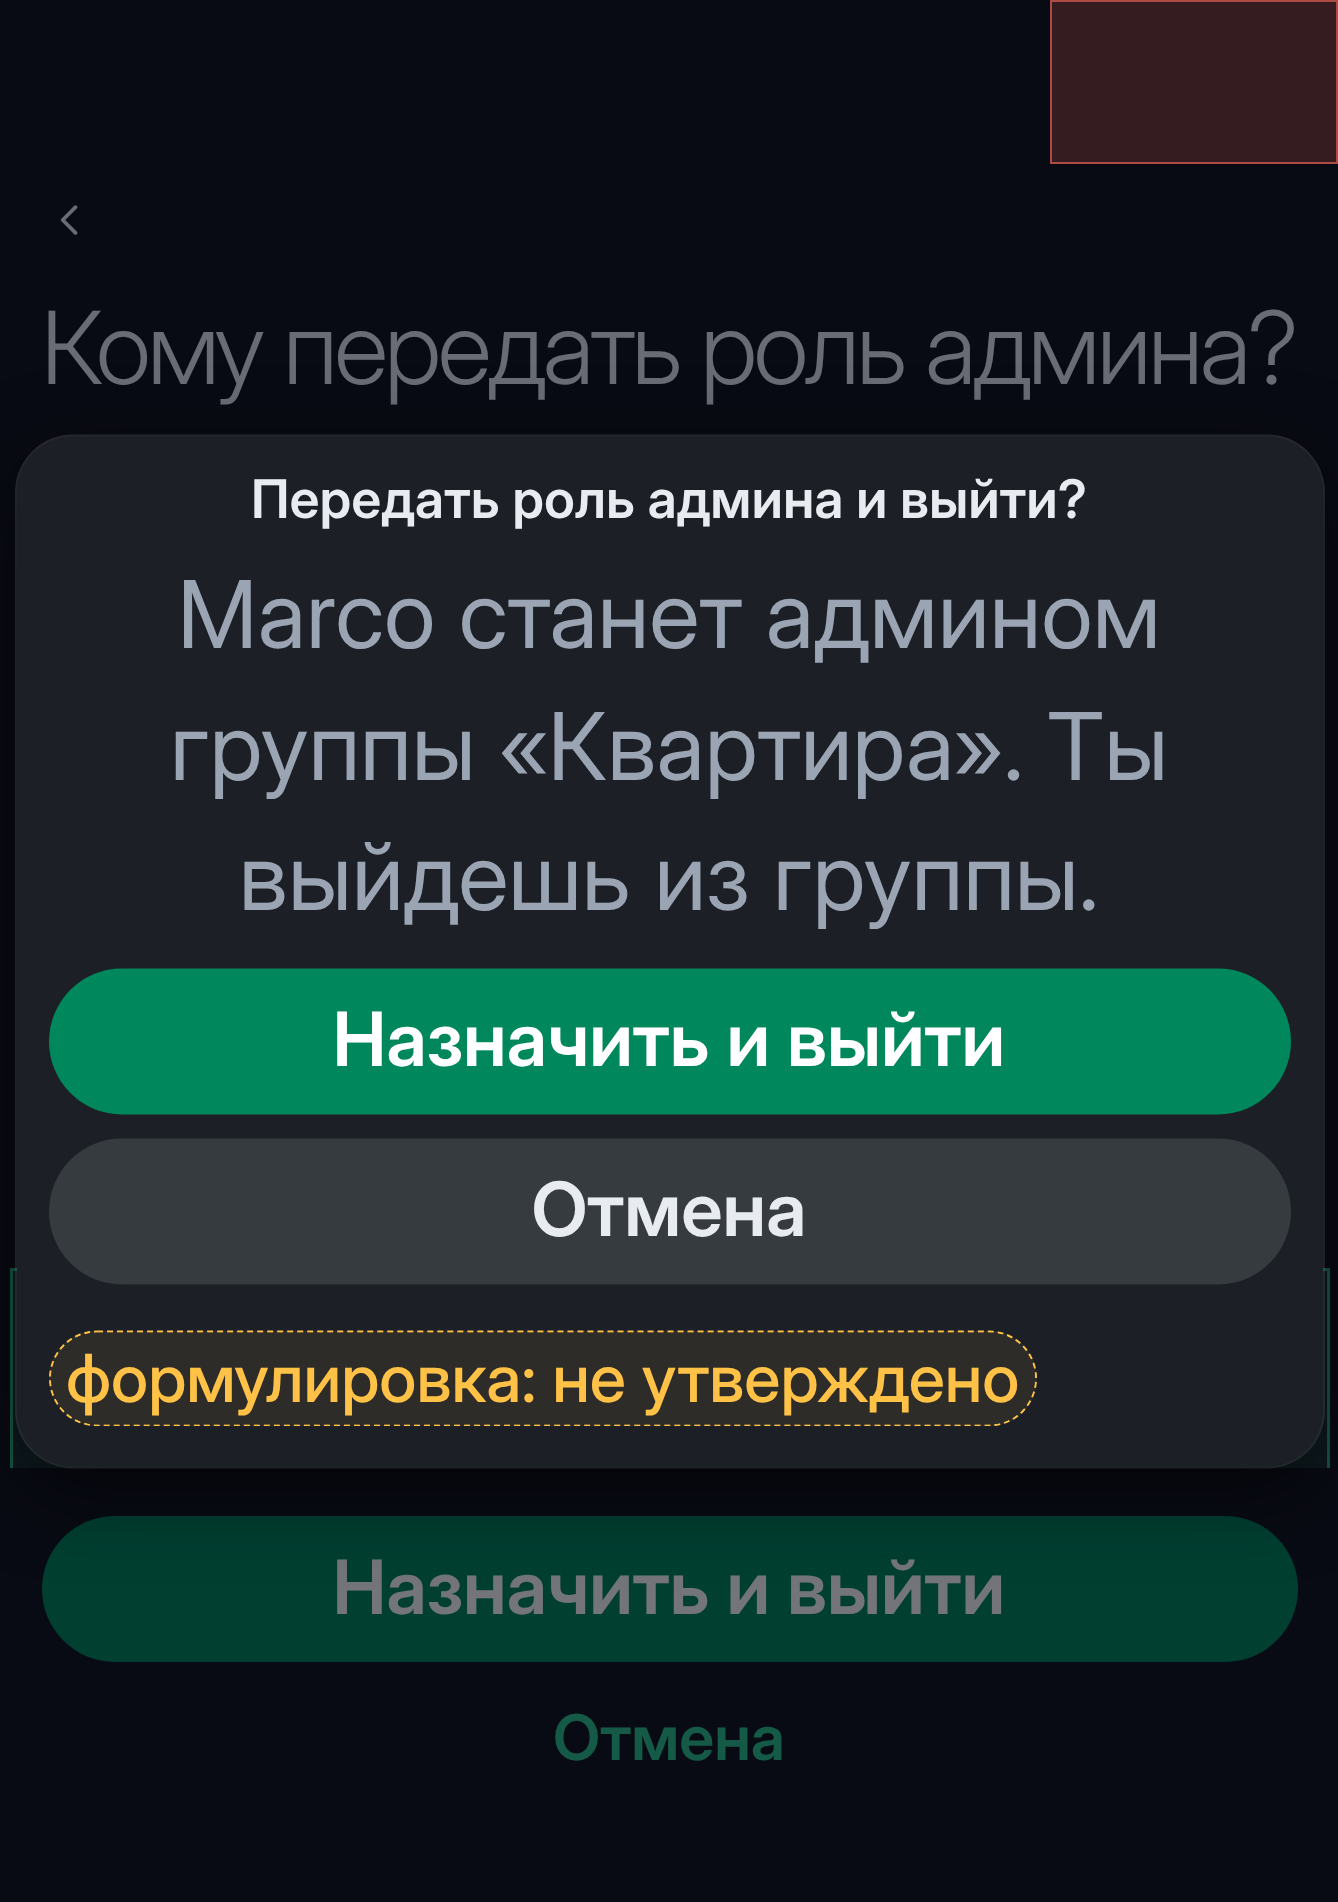 Кому передать роль админа?
Передать роль админа и выйти?
Marco станет админом
группы «Квартира». Ты
выйдешь из группы.
Назначить и выйти
Отмена
формулировка: не утверждено
Назначить и выйти
Отмена